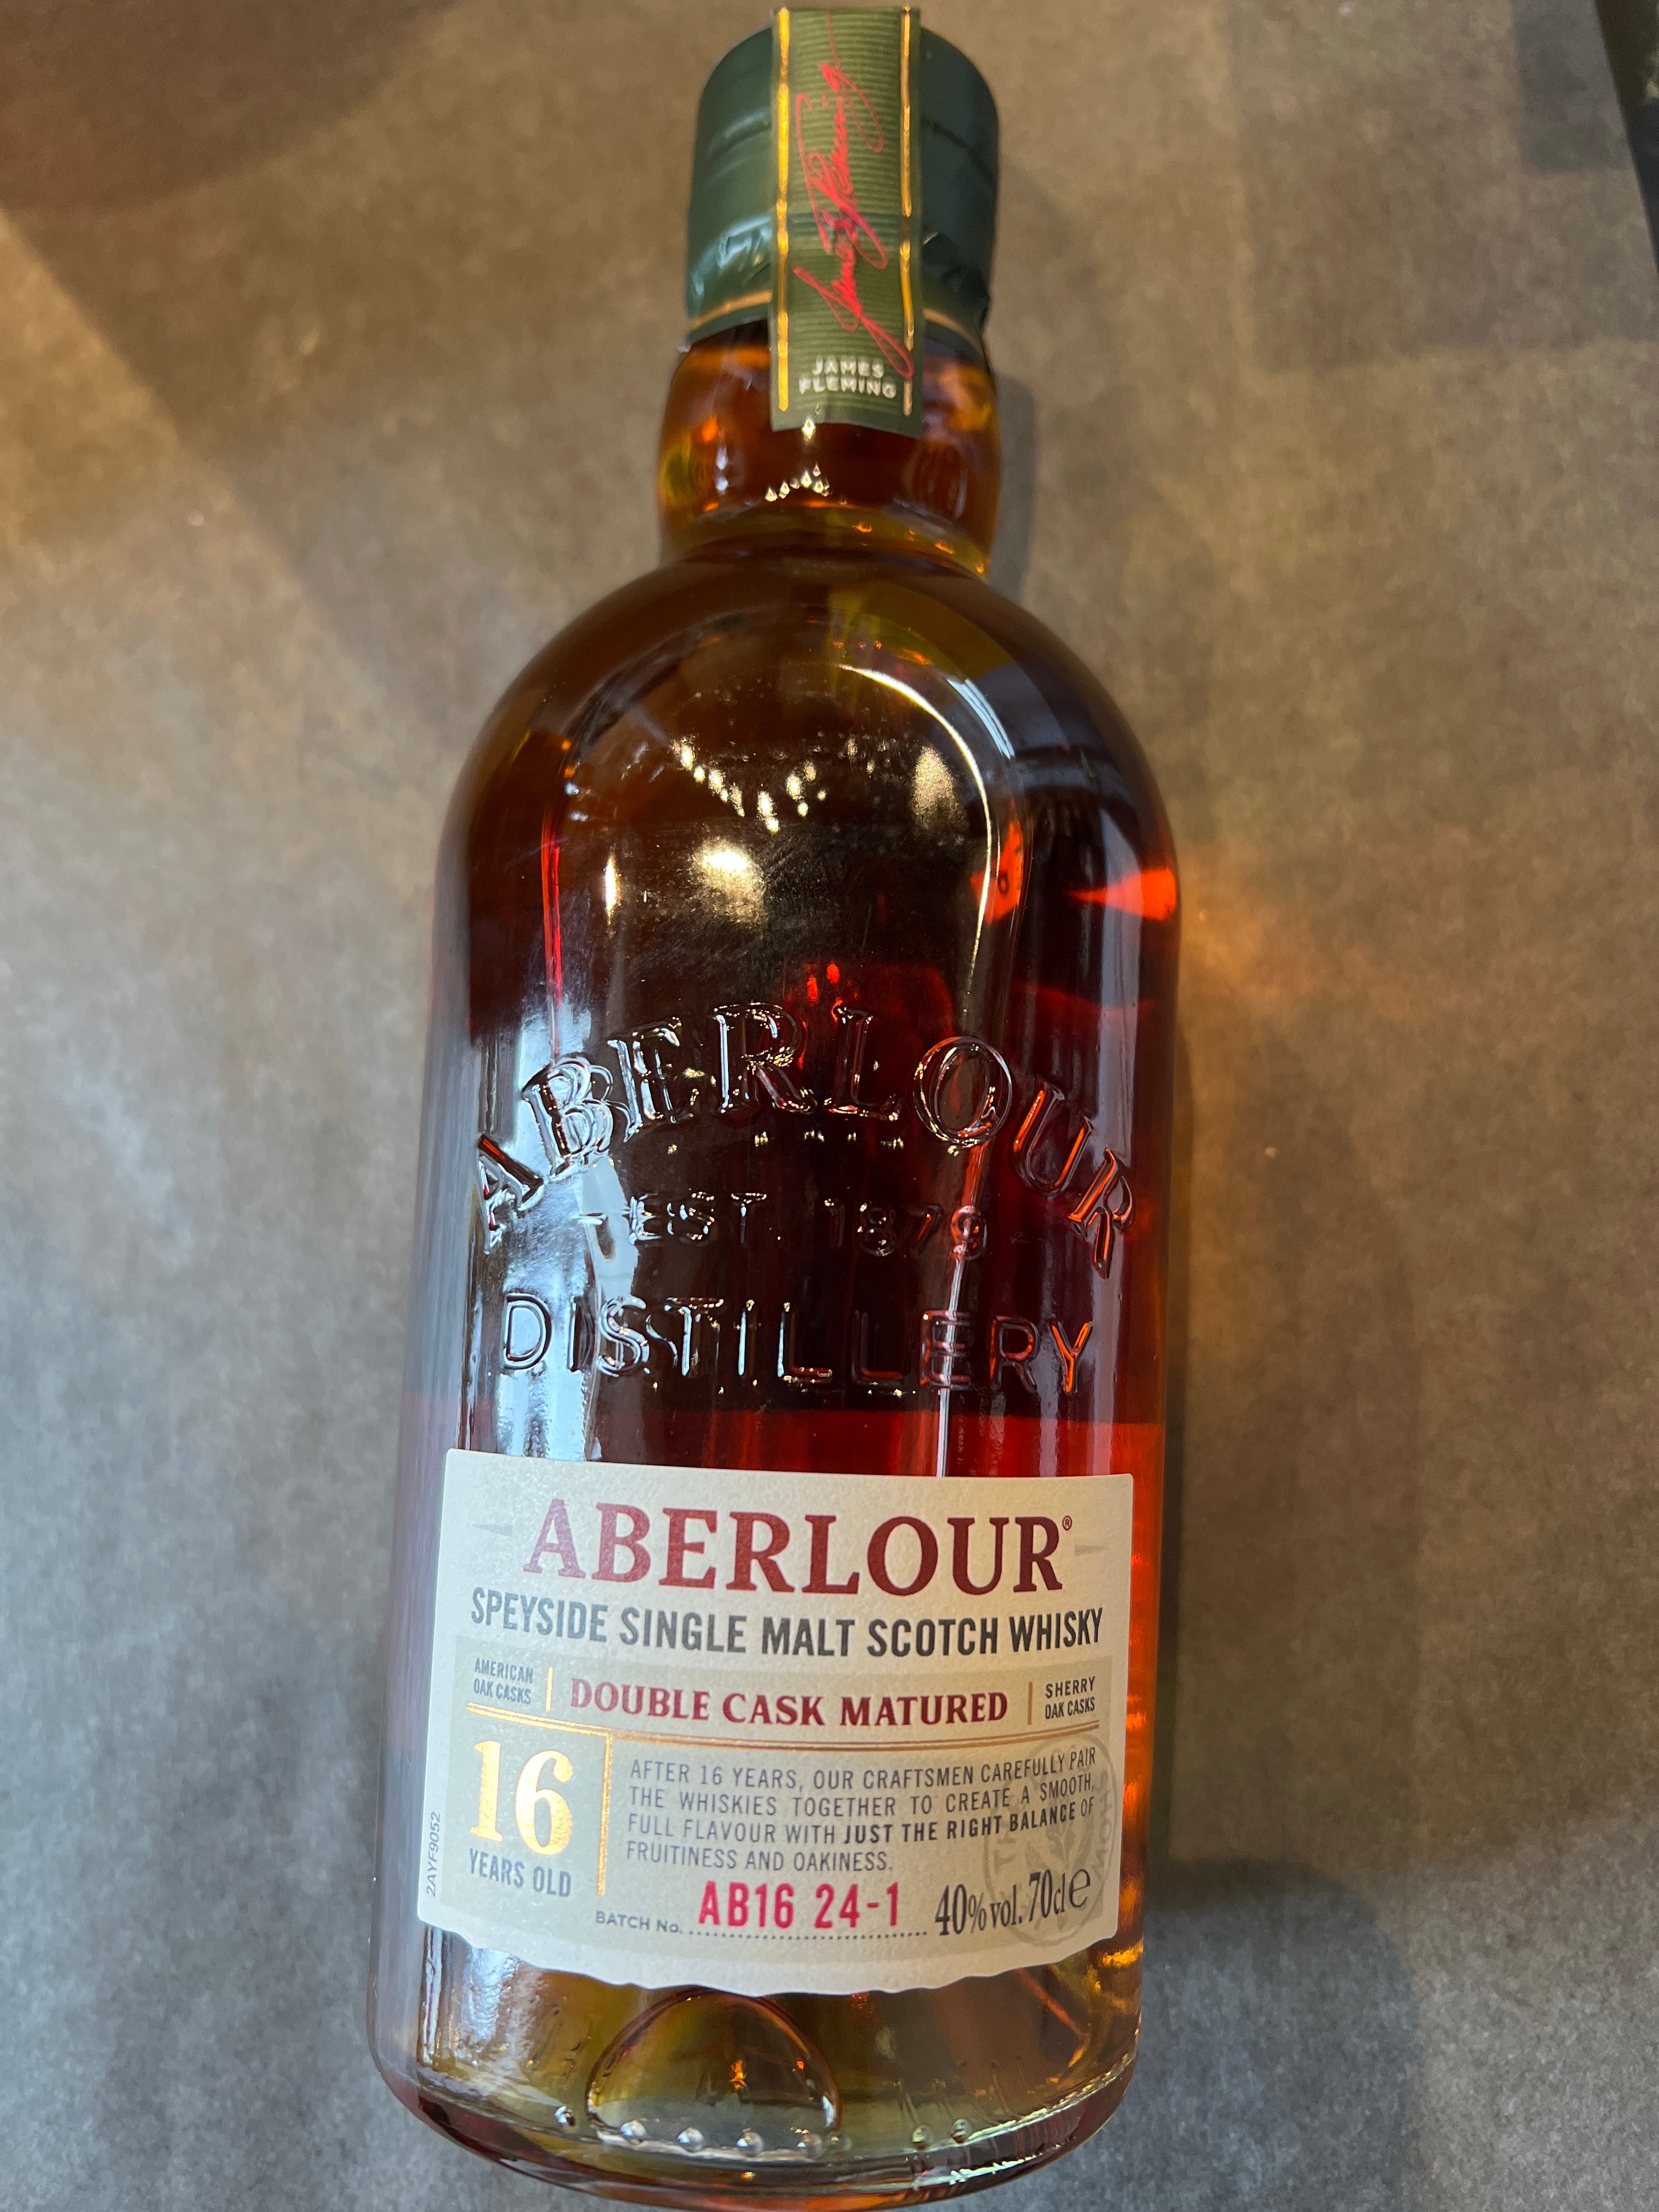 James Fleming
JAMES
FLEMING
ABERLOUR
EST. 1879
DISTILLERY
ABERLOUR®
SPEYSIDE SINGLE MALT SCOTCH WHISKY
AMERICAN
OAK CASKS
DOUBLE CASK MATURED
SHERRY
OAK CASKS
16
YEARS OLD
AFTER 16 YEARS, OUR CRAFTSMEN CAREFULLY PAIR
THE WHISKIES TOGETHER TO CREATE A SMOOTH,
FULL FLAVOUR WITH JUST THE RIGHT BALANCE OF
FRUITINESS AND OAKINESS.
BATCH No. AB16 24-1
40%vol. 70cl e
2AYF9052